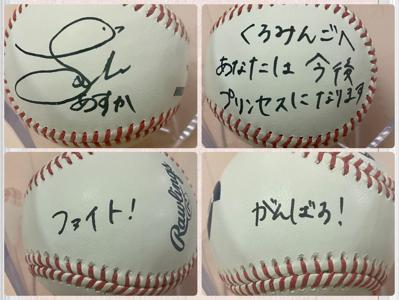 あすか
くろみんごへ
あなたは 今後
プリンセスになります
ファイト!
Rawlings
がんばろ!